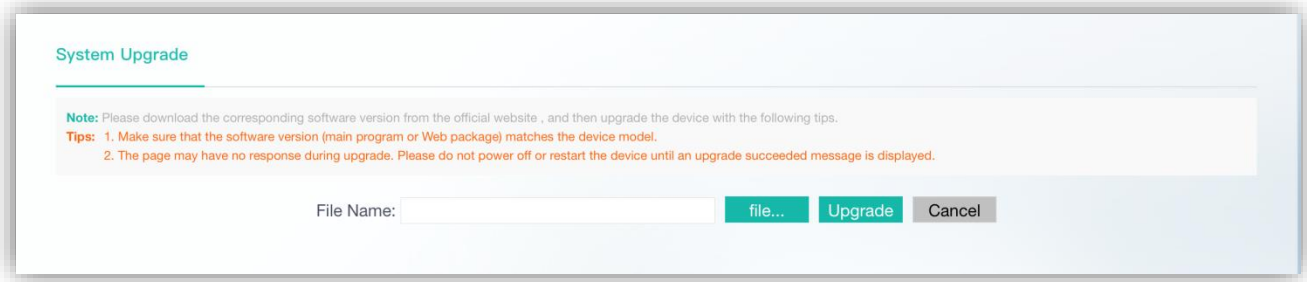 System Upgrade
Note: Please download the corresponding software version from the official website , and then upgrade the device with the following tips.
Tips: 1. Make sure that the software version (main program or Web package) matches the device model.
2. The page may have no response during upgrade. Please do not power off or restart the device until an upgrade succeeded message is displayed.
File Name: file... Upgrade Cancel